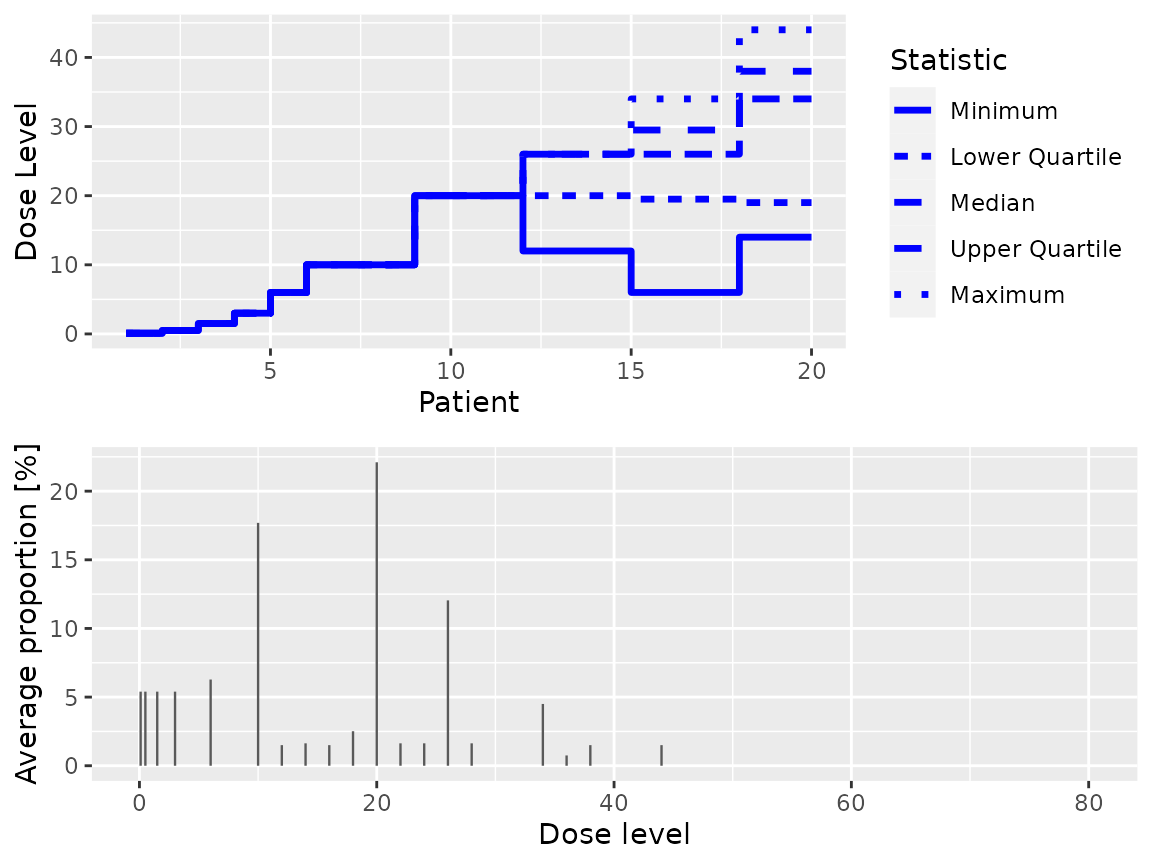 Dose Level
40
30
20
10
0
5 10 15 20
Patient
Statistic
Minimum
Lower Quartile
Median
Upper Quartile
Maximum
Average proportion [%]
20
15
10
5
0
0 20 40 60 80
Dose level